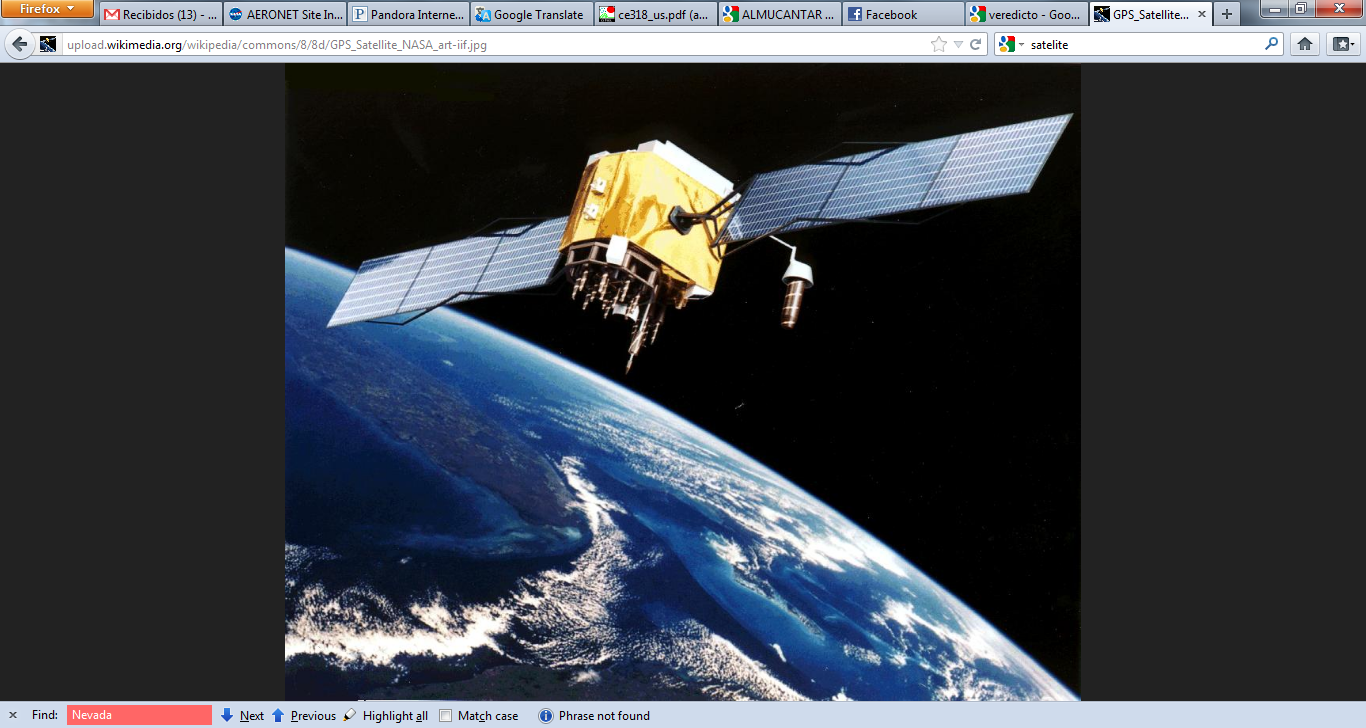 Firefox
Recibidos (13) - ...
AERONET Site In...
Pandora Interne...
Google Translate
ce318_us.pdf (a...
ALMUCANTAR ...
Facebook
veredicto - Goo...
GPS_Satellite...
upload.wikimedia.org/wikipedia/commons/8/8d/GPS_Satellite_NASA_art-iif.jpg
satelite
Find:
Nevada
Next
Previous
Highlight all
Match case
Phrase not found